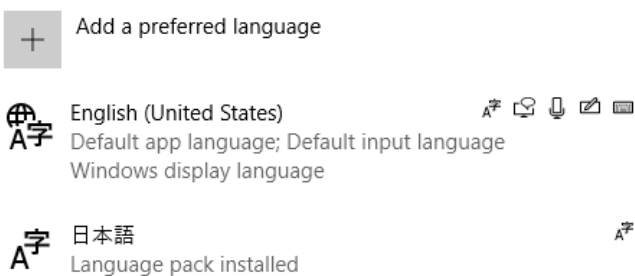 Add a preferred language
English (United States)
Default app language; Default input language
Windows display language
日本語
Language pack installed